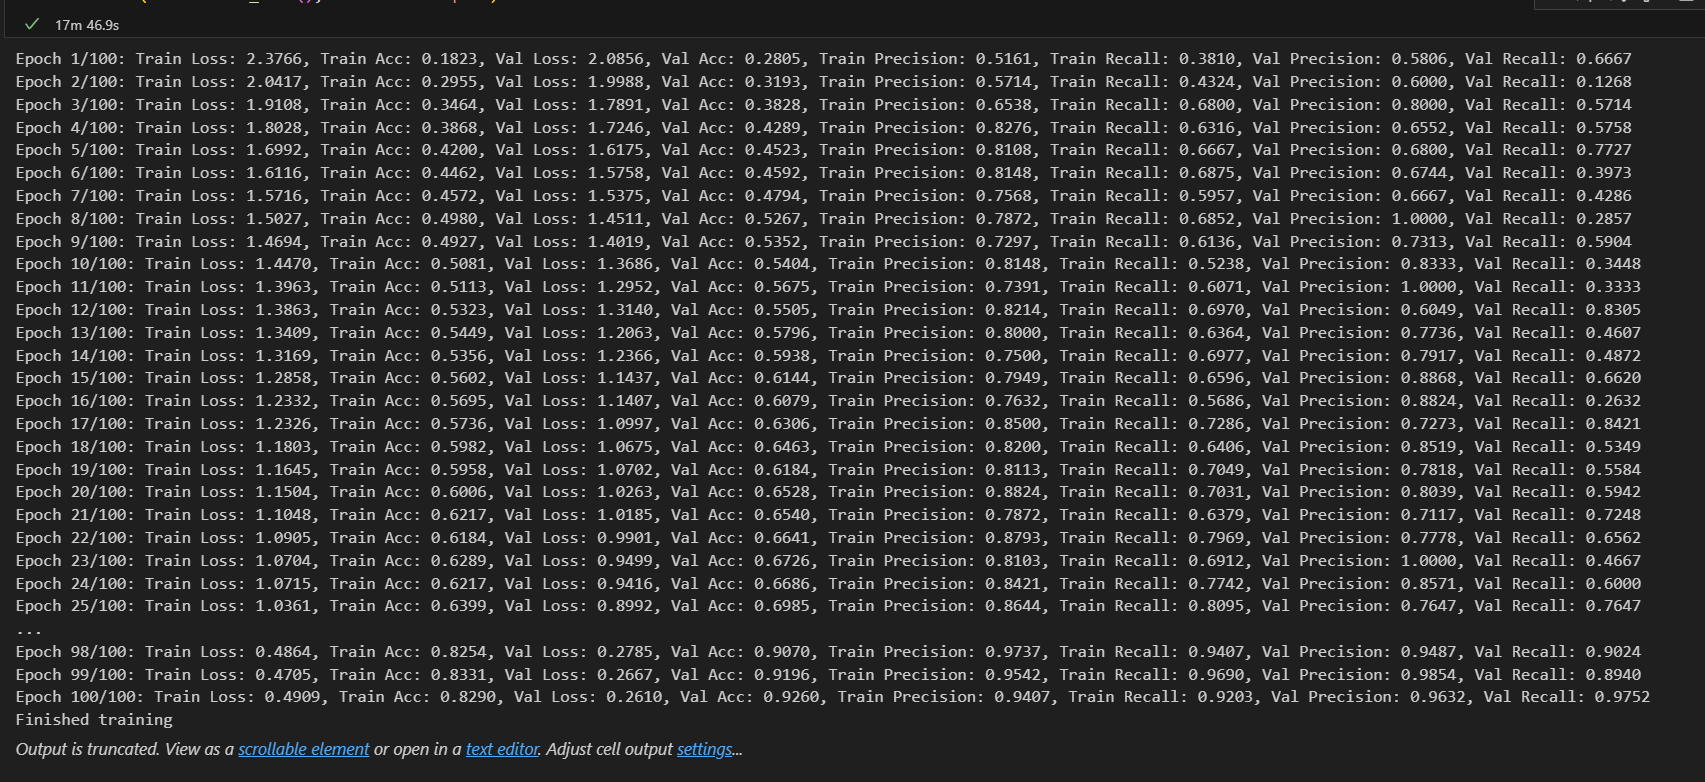 17m 46.9s
Epoch 1/100: Train Loss: 2.3766, Train Acc: 0.1823, Val Loss: 2.0856, Val Acc: 0.2805, Train Precision: 0.5161, Train Recall: 0.3810, Val Precision: 0.5806, Val Recall: 0.6667
Epoch 2/100: Train Loss: 2.0417, Train Acc: 0.2955, Val Loss: 1.9988, Val Acc: 0.3193, Train Precision: 0.5714, Train Recall: 0.4324, Val Precision: 0.6000, Val Recall: 0.1268
Epoch 3/100: Train Loss: 1.9108, Train Acc: 0.3464, Val Loss: 1.7891, Val Acc: 0.3828, Train Precision: 0.6538, Train Recall: 0.6800, Val Precision: 0.8000, Val Recall: 0.5714
Epoch 4/100: Train Loss: 1.8028, Train Acc: 0.3868, Val Loss: 1.7246, Val Acc: 0.4289, Train Precision: 0.8276, Train Recall: 0.6316, Val Precision: 0.6552, Val Recall: 0.5758
Epoch 5/100: Train Loss: 1.6992, Train Acc: 0.4200, Val Loss: 1.6175, Val Acc: 0.4523, Train Precision: 0.8108, Train Recall: 0.6667, Val Precision: 0.6800, Val Recall: 0.7727
Epoch 6/100: Train Loss: 1.6116, Train Acc: 0.4462, Val Loss: 1.5758, Val Acc: 0.4592, Train Precision: 0.8148, Train Recall: 0.6875, Val Precision: 0.6744, Val Recall: 0.3973
Epoch 7/100: Train Loss: 1.5716, Train Acc: 0.4572, Val Loss: 1.5375, Val Acc: 0.4794, Train Precision: 0.7568, Train Recall: 0.5957, Val Precision: 0.6667, Val Recall: 0.4286
Epoch 8/100: Train Loss: 1.5027, Train Acc: 0.4980, Val Loss: 1.4511, Val Acc: 0.5267, Train Precision: 0.7872, Train Recall: 0.6852, Val Precision: 1.0000, Val Recall: 0.2857
Epoch 9/100: Train Loss: 1.4694, Train Acc: 0.4927, Val Loss: 1.4019, Val Acc: 0.5352, Train Precision: 0.7297, Train Recall: 0.6136, Val Precision: 0.7313, Val Recall: 0.5904
Epoch 10/100: Train Loss: 1.4470, Train Acc: 0.5081, Val Loss: 1.3686, Val Acc: 0.5404, Train Precision: 0.8148, Train Recall: 0.5238, Val Precision: 0.8333, Val Recall: 0.3448
Epoch 11/100: Train Loss: 1.3963, Train Acc: 0.5113, Val Loss: 1.2952, Val Acc: 0.5675, Train Precision: 0.7391, Train Recall: 0.6071, Val Precision: 1.0000, Val Recall: 0.3333
Epoch 12/100: Train Loss: 1.3863, Train Acc: 0.5323, Val Loss: 1.3140, Val Acc: 0.5505, Train Precision: 0.8214, Train Recall: 0.6970, Val Precision: 0.6049, Val Recall: 0.8305
Epoch 13/100: Train Loss: 1.3409, Train Acc: 0.5449, Val Loss: 1.2063, Val Acc: 0.5796, Train Precision: 0.8000, Train Recall: 0.6364, Val Precision: 0.7736, Val Recall: 0.4607
Epoch 14/100: Train Loss: 1.3169, Train Acc: 0.5356, Val Loss: 1.2366, Val Acc: 0.5938, Train Precision: 0.7500, Train Recall: 0.6977, Val Precision: 0.7917, Val Recall: 0.4872
Epoch 15/100: Train Loss: 1.2858, Train Acc: 0.5602, Val Loss: 1.1437, Val Acc: 0.6144, Train Precision: 0.7949, Train Recall: 0.6596, Val Precision: 0.8868, Val Recall: 0.6620
Epoch 16/100: Train Loss: 1.2332, Train Acc: 0.5695, Val Loss: 1.1407, Val Acc: 0.6079, Train Precision: 0.7632, Train Recall: 0.5686, Val Precision: 0.8824, Val Recall: 0.2632
Epoch 17/100: Train Loss: 1.2326, Train Acc: 0.5736, Val Loss: 1.0997, Val Acc: 0.6306, Train Precision: 0.8500, Train Recall: 0.7286, Val Precision: 0.7273, Val Recall: 0.8421
Epoch 18/100: Train Loss: 1.1803, Train Acc: 0.5982, Val Loss: 1.0675, Val Acc: 0.6463, Train Precision: 0.8200, Train Recall: 0.6406, Val Precision: 0.8519, Val Recall: 0.5349
Epoch 19/100: Train Loss: 1.1645, Train Acc: 0.5958, Val Loss: 1.0702, Val Acc: 0.6184, Train Precision: 0.8113, Train Recall: 0.7049, Val Precision: 0.7818, Val Recall: 0.5584
Epoch 20/100: Train Loss: 1.1504, Train Acc: 0.6006, Val Loss: 1.0263, Val Acc: 0.6528, Train Precision: 0.8824, Train Recall: 0.7031, Val Precision: 0.8039, Val Recall: 0.5942
Epoch 21/100: Train Loss: 1.1048, Train Acc: 0.6217, Val Loss: 1.0185, Val Acc: 0.6540, Train Precision: 0.7872, Train Recall: 0.6379, Val Precision: 0.7117, Val Recall: 0.7248
Epoch 22/100: Train Loss: 1.0905, Train Acc: 0.6184, Val Loss: 0.9901, Val Acc: 0.6641, Train Precision: 0.8793, Train Recall: 0.7969, Val Precision: 0.7778, Val Recall: 0.6562
Epoch 23/100: Train Loss: 1.0704, Train Acc: 0.6289, Val Loss: 0.9499, Val Acc: 0.6726, Train Precision: 0.8103, Train Recall: 0.6912, Val Precision: 1.0000, Val Recall: 0.4667
Epoch 24/100: Train Loss: 1.0715, Train Acc: 0.6217, Val Loss: 0.9416, Val Acc: 0.6686, Train Precision: 0.8421, Train Recall: 0.7742, Val Precision: 0.8571, Val Recall: 0.6000
Epoch 25/100: Train Loss: 1.0361, Train Acc: 0.6399, Val Loss: 0.8992, Val Acc: 0.6985, Train Precision: 0.8644, Train Recall: 0.8095, Val Precision: 0.7647, Val Recall: 0.7647
...
Epoch 98/100: Train Loss: 0.4864, Train Acc: 0.8254, Val Loss: 0.2785, Val Acc: 0.9070, Train Precision: 0.9737, Train Recall: 0.9407, Val Precision: 0.9487, Val Recall: 0.9024
Epoch 99/100: Train Loss: 0.4705, Train Acc: 0.8331, Val Loss: 0.2667, Val Acc: 0.9196, Train Precision: 0.9542, Train Recall: 0.9690, Val Precision: 0.9854, Val Recall: 0.8940
Epoch 100/100: Train Loss: 0.4909, Train Acc: 0.8290, Val Loss: 0.2610, Val Acc: 0.9260, Train Precision: 0.9407, Train Recall: 0.9203, Val Precision: 0.9632, Val Recall: 0.9752
Finished training
Output is truncated. View as a scrollable element or open in a text editor. Adjust cell output settings...